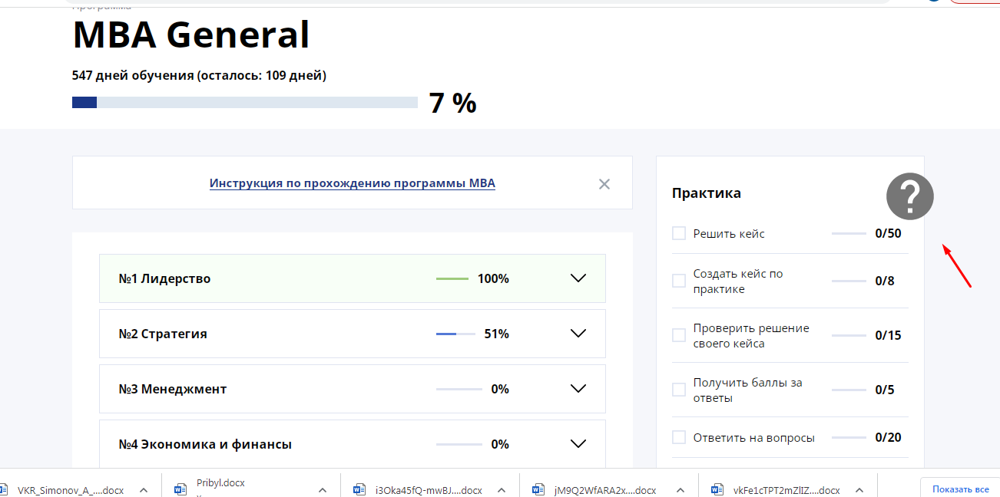 Программа
MBA General
547 дней обучения (осталось: 109 дней)
7 %
Инструкция по прохождению программы MBA
№1 Лидерство
100%
№2 Стратегия
51%
№3 Менеджмент
0%
№4 Экономика и финансы
0%
Практика
?
Решить кейс
0/50
Создать кейс по
практике
0/8
Проверить решение
своего кейса
0/15
Получить баллы за
ответы
0/5
Ответить на вопросы
0/20
VKR_Simonov_A_....docx
Pribyl.docx
i3Oka45fQ-mwBJ....docx
jM9Q2WfARA2x....docx
vkFe1cTPT2mZlIZ....docx
Показать все